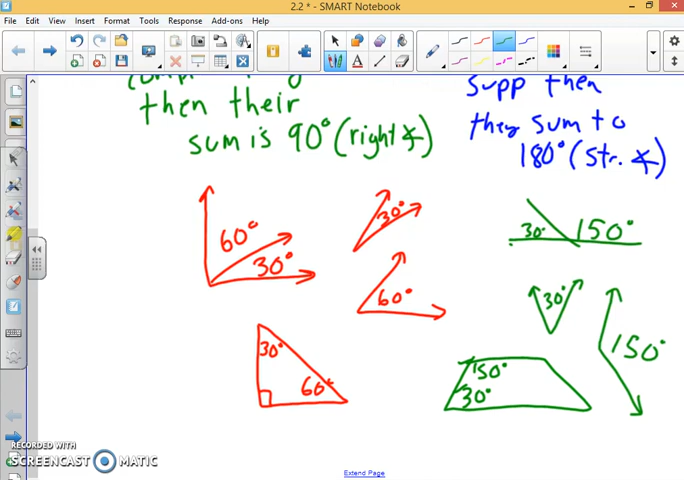 2.2 * - SMART Notebook
File Edit View Insert Format Tools Response Add-ons Help
then their
sum is 90° (right ∡)
supp then
they sum to
180° (str. ∡)
60°
30°
30°
60°
30°
60°
30° 150°
30°
150°
150°
30°
RECORDED WITH
SCREENCAST MATIC
Extend Page